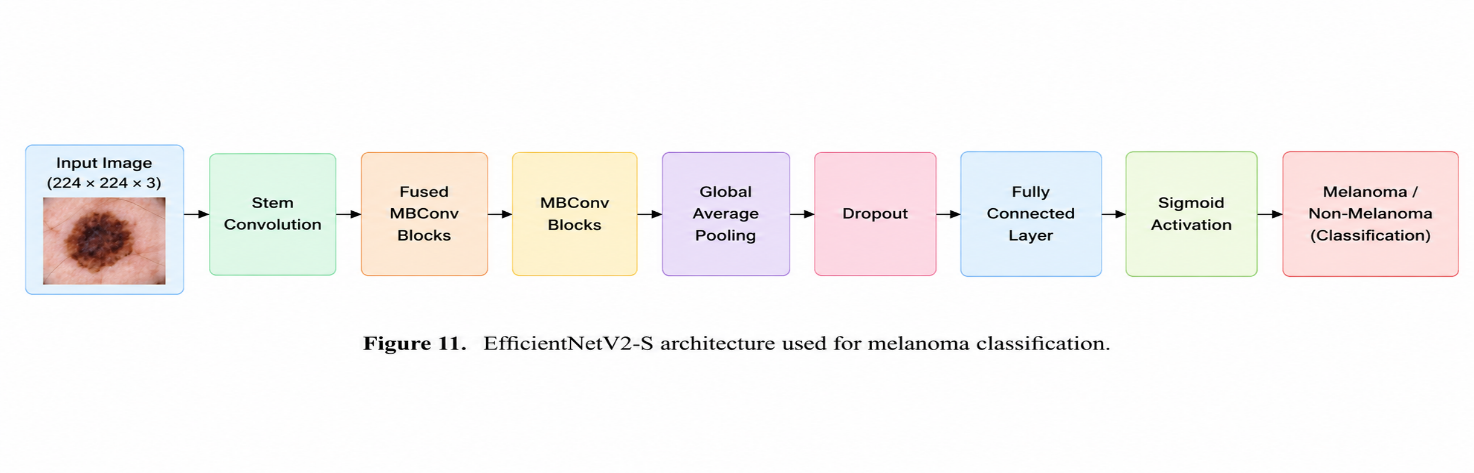 Input Image
(224 × 224 × 3)
Stem
Convolution
Fused
MBConv
Blocks
MBConv
Blocks
Global
Average
Pooling
Dropout
Fully
Connected
Layer
Sigmoid
Activation
Melanoma /
Non-Melanoma
(Classification)
Figure 11. EfficientNetV2-S architecture used for melanoma classification.